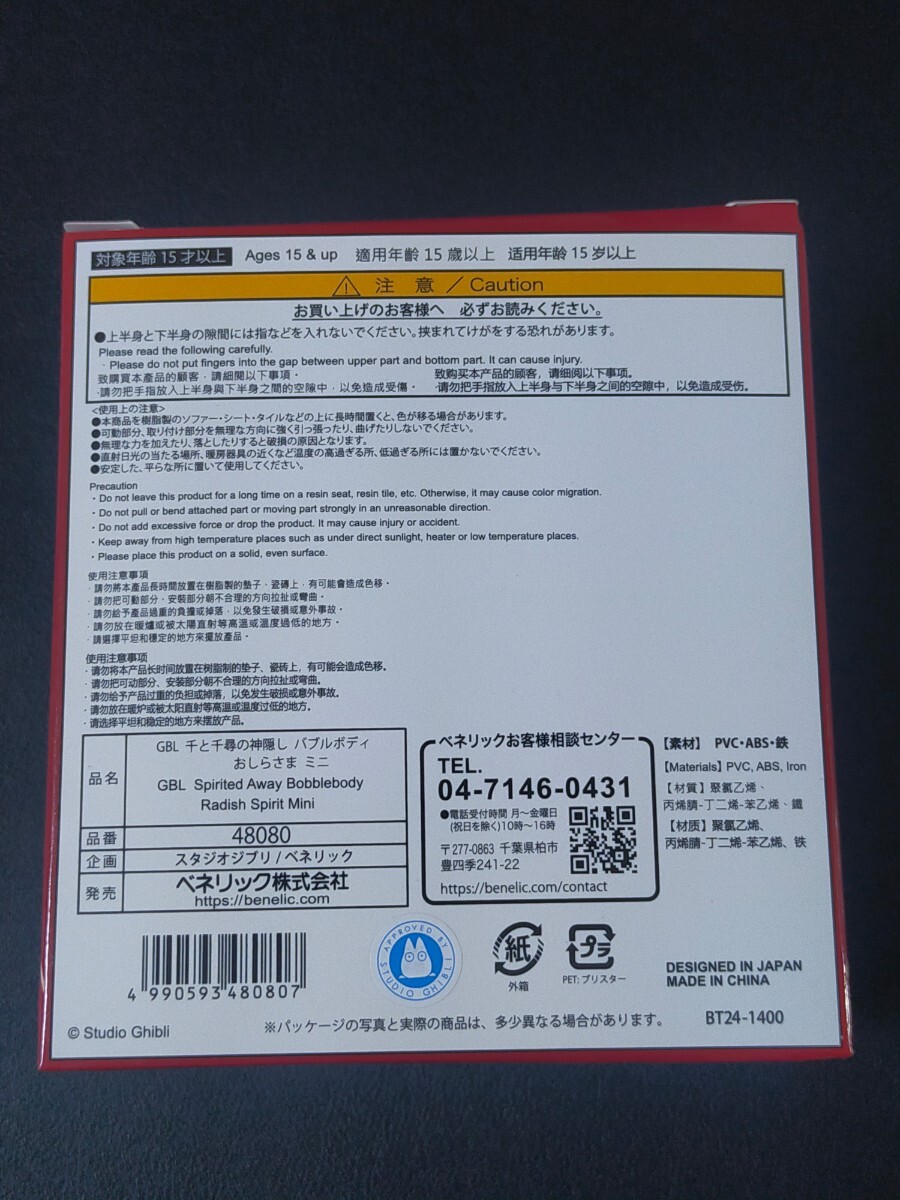 対象年齢 15 才以上 Ages 15 & up 適用年齡 15 歳以上 适用年龄 15 岁以上
注 意 / Caution
お買い上げのお客様へ 必ずお読みください。
●上半身と下半身の隙間には指などを入れないでください。挟まれてけがをする恐れがあります。
Please read the following carefully.
· Please do not put fingers into the gap between upper part and bottom part. It can cause injury.
致購買本產品的顧客，請細閱以下事項。 致购买本产品的顾客，请细阅以下事项。
·請勿把手指放入上半身與下半身之間的空隙中，以免造成受傷。 ·请勿把手指放入上半身与下半身之间的空隙中，以免造成受伤。
<使用上の注意>
●本商品を樹脂製のソファー・シート・タイルなどの上に長時間置くと、色が移る場合があります。
●可動部分、取り付け部分を無理な方向に強く引っ張ったり、曲げたりしないでください。
●無理な力を加えたり、落としたりすると破損の原因となります。
●直射日光の当たる場所、暖房器具の近くなど温度の高過ぎる所、低過ぎる所には置かないでください。
●安定した、平らな所に置いて使用してください。
Precaution
・Do not leave this product for a long time on a resin seat, resin tile, etc. Otherwise, it may cause color migration.
・Do not pull or bend attached part or moving part strongly in an unreasonable direction.
・Do not add excessive force or drop the product. It may cause injury or accident.
・Keep away from high temperature places such as under direct sunlight, heater or low temperature places.
・Please place this product on a solid, even surface.
使用注意事項
·請勿將本產品長時間放置在樹脂製的墊子、瓷磚上，有可能會造成色移。
·請勿把可動部分、安裝部分朝不合理的方向拉扯或彎曲。
·請勿給予產品過重的負擔或掉落，以免發生破損或意外事故。
·請勿放在暖爐或被太陽直射等高溫或溫度過低的地方。
·請選擇平坦和穩定的地方來擺放產品。
使用注意事项
·请勿将本产品长时间放置在树脂制的垫子、瓷砖上，有可能会造成色移。
·请勿把可动部分、安装部分朝不合理的方向拉扯或弯曲。
·请勿给予产品过重的负担或掉落，以免发生破损或意外事故。
·请勿放在暖炉或被太阳直射等高温或温度过低的地方。
·请选择平坦和稳定的地方来摆放产品。
品名
GBL 千と千尋の神隠し バブルボディ
おしらさま ミニ
GBL Spirited Away Bobblebody
Radish Spirit Mini
品番 48080
企画 スタジオジブリ / ベネリック
発売 ベネリック株式会社
https://benelic.com
ベネリックお客様相談センター
TEL.
04-7146-0431
●電話受付時間 月～金曜日
(祝日を除く)10時～16時
〒277-0863 千葉県柏市
豊四季241-22
https://benelic.com/contact
【素材】 PVC・ABS・鉄
【Materials】PVC, ABS, Iron
【材質】聚氯乙烯、
丙烯腈-丁二烯-苯乙烯、鐵
【材质】聚氯乙烯、
丙烯腈-丁二烯-苯乙烯、铁
4 990593 480807
APPROVED BY
STUDIO GHIBLI
紙
外箱
プラ
PET: ブリスター
DESIGNED IN JAPAN
MADE IN CHINA
© Studio Ghibli
※パッケージの写真と実際の商品は、多少異なる場合があります。
BT24-1400